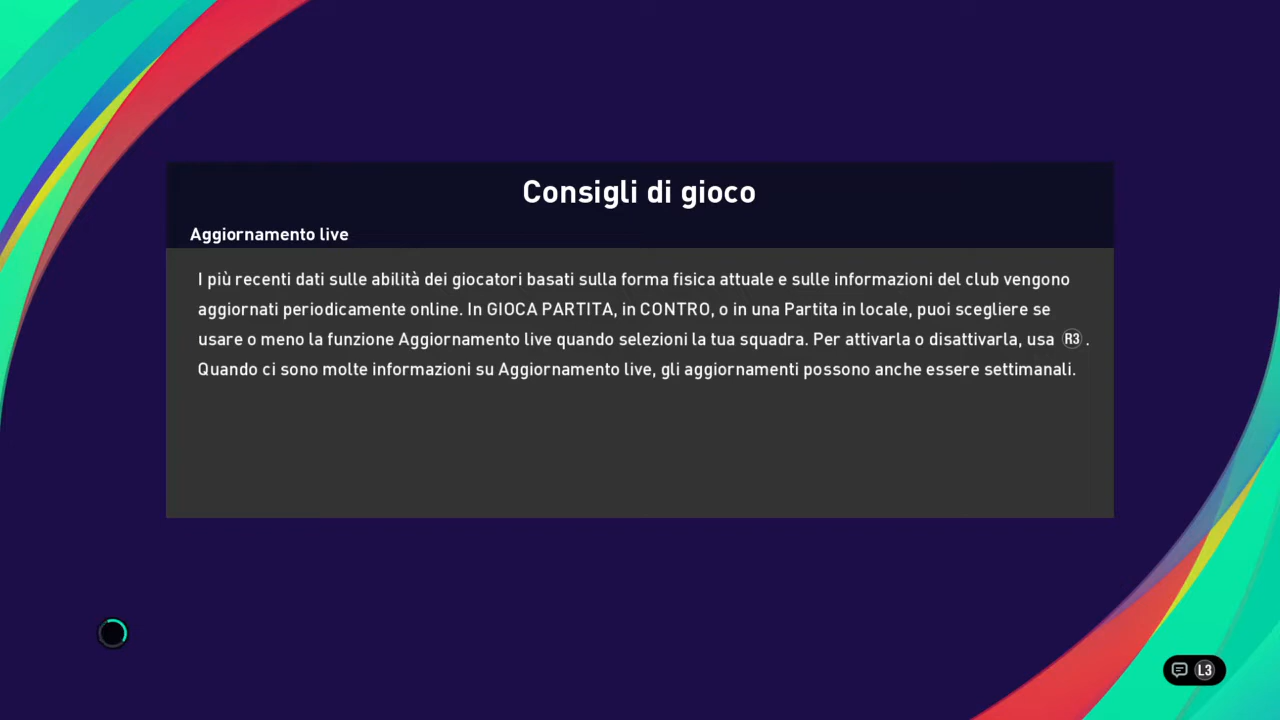 Consigli di gioco
Aggiornamento live
I più recenti dati sulle abilità dei giocatori basati sulla forma fisica attuale e sulle informazioni del club vengono
aggiornati periodicamente online. In GIOCA PARTITA, in CONTRO, o in una Partita in locale, puoi scegliere se
usare o meno la funzione Aggiornamento live quando selezioni la tua squadra. Per attivarla o disattivarla, usa R3.
Quando ci sono molte informazioni su Aggiornamento live, gli aggiornamenti possono anche essere settimanali.
L3